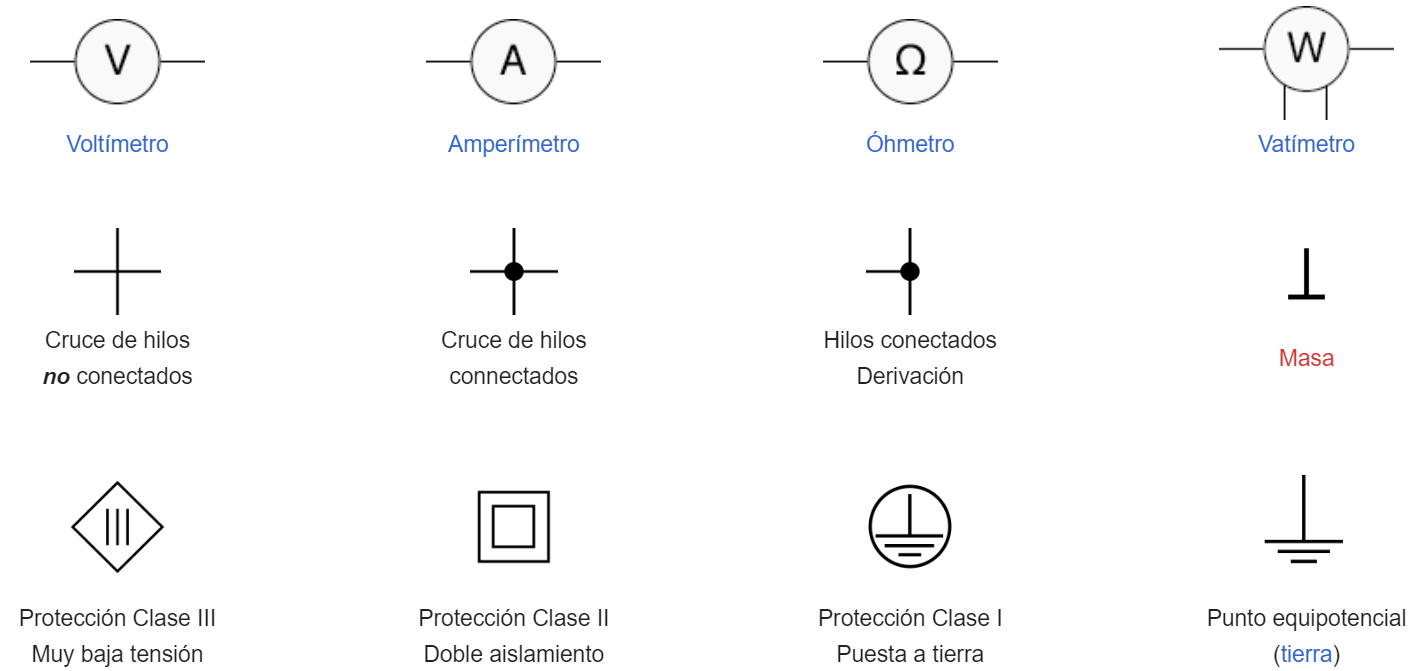 V A Ω W
Voltímetro Amperímetro Óhmetro Vatímetro
Cruce de hilos Cruce de hilos Hilos conectados
no conectados connectados Derivación
Masa
Protección Clase III Protección Clase II Protección Clase I Punto equipotencial
Muy baja tensión Doble aislamiento Puesta a tierra (tierra)